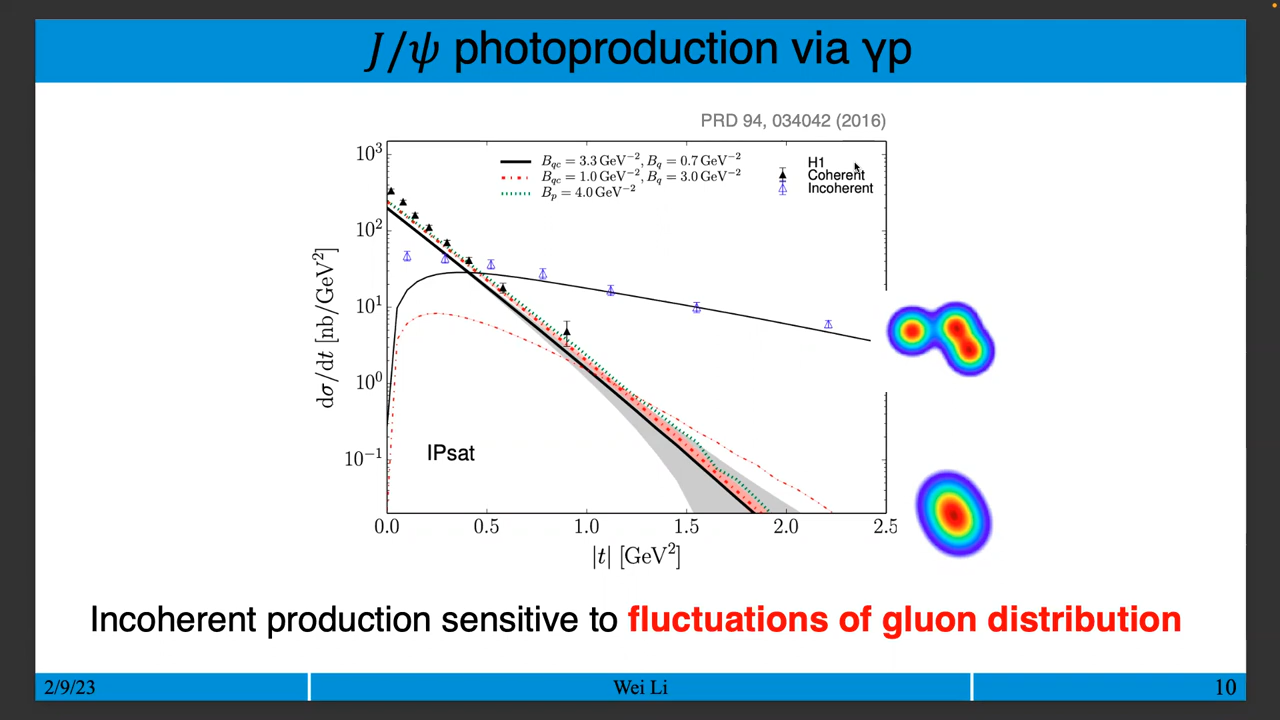 J/ψ photoproduction via γp
PRD 94, 034042 (2016)
B_qc = 3.3 GeV⁻², B_q = 0.7 GeV⁻²
B_qc = 1.0 GeV⁻², B_q = 3.0 GeV⁻²
B_p = 4.0 GeV⁻²
H1
Coherent
Incoherent
dσ/dt [nb/GeV²]
10³
10²
10¹
10⁰
10⁻¹
IPsat
0.0 0.5 1.0 1.5 2.0 2.5
|t| [GeV²]
Incoherent production sensitive to fluctuations of gluon distribution
2/9/23 Wei Li 10